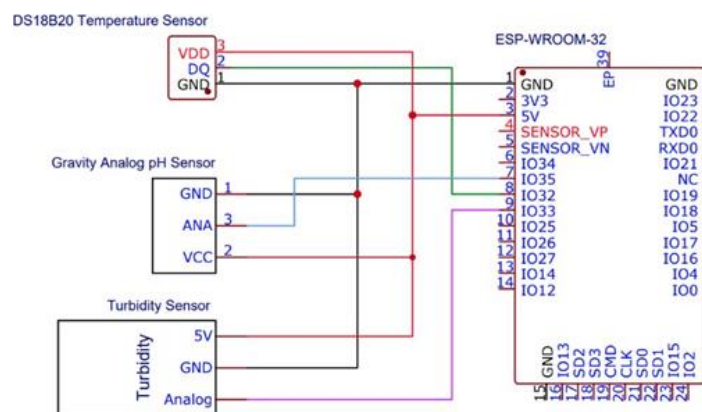 DS18B20 Temperature Sensor
VDD 3
DQ 2
GND 1
Gravity Analog pH Sensor
GND 1
ANA 3
VCC 2
Turbidity Sensor
Turbidity
5V
GND
Analog
ESP-WROOM-32
39
EP
1 GND
2 3V3
3 5V
4 SENSOR_VP
5 SENSOR_VN
6 IO34
7 IO35
8 IO32
9 IO33
10 IO25
11 IO26
12 IO27
13 IO14
14 IO12
GND
IO23
IO22
TXD0
RXD0
IO21
NC
IO19
IO18
IO5
IO17
IO16
IO4
IO0
15 GND
16 IO13
17 SD2
18 SD3
19 CMD
20 CLK
21 SD0
22 SD1
23 IO15
24 IO2